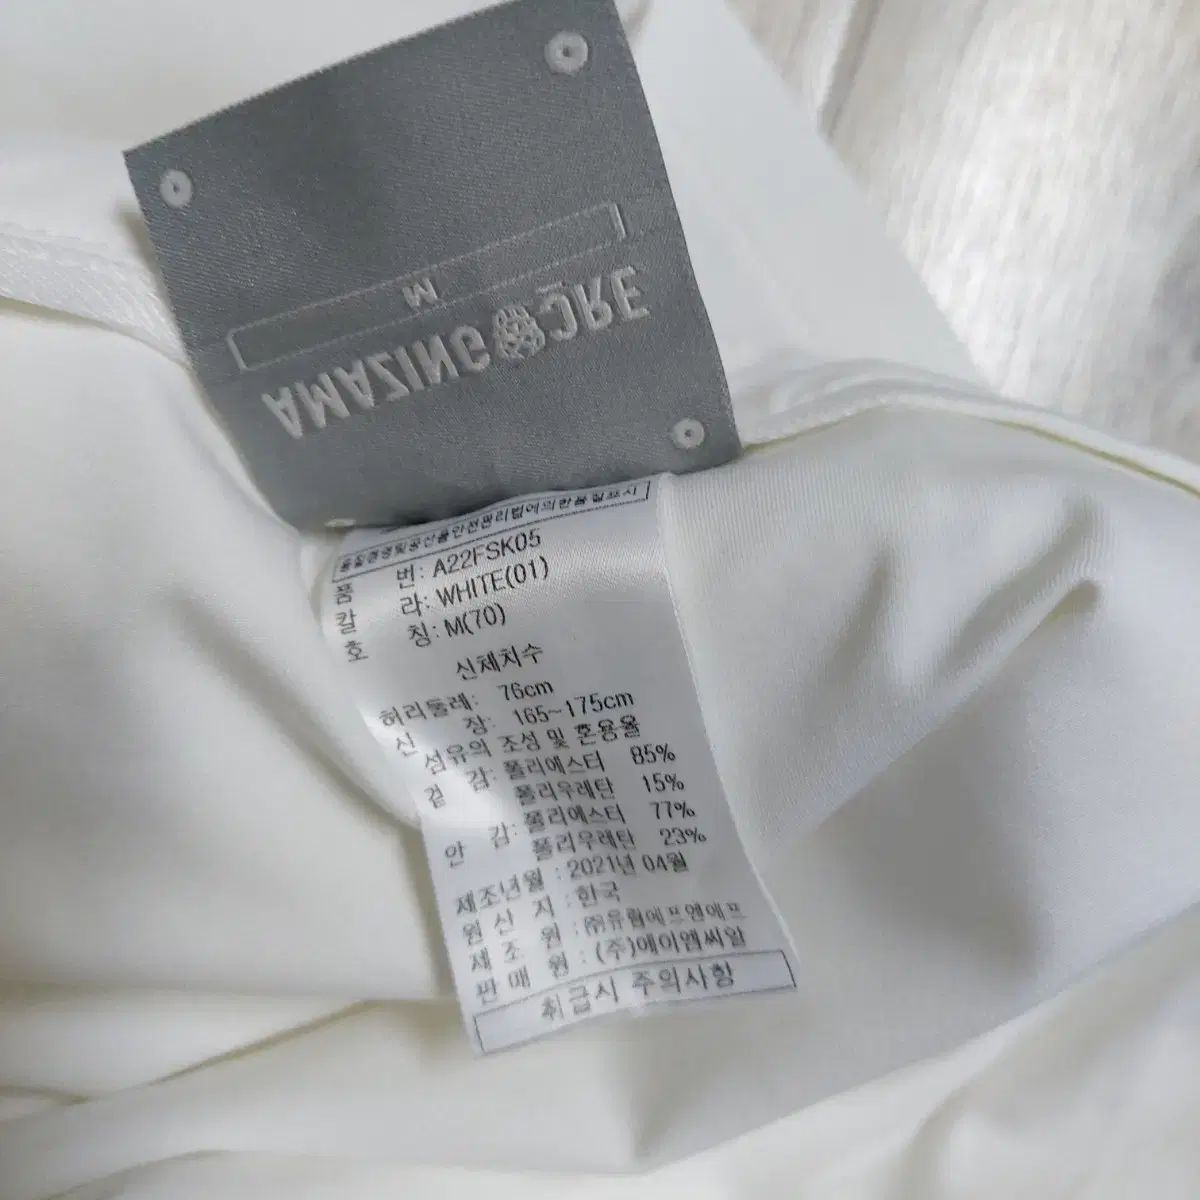 AMAZINGCRE
M
품질경영및공산품안전관리법에의한품질표시
품 번: A22FSK05
칼 라: WHITE(01)
호 칭: M(70)
신체치수
허리둘레: 76cm
신 장: 165~175cm
섬유의 조성 및 혼용율
겉 감: 폴리에스터 85%
폴리우레탄 15%
안 감: 폴리에스터 77%
폴리우레탄 23%
제조년월 : 2021년 04월
원 산 지 : 한국
제 조 원 : ㈜유림에프앤에프
판 매 원 : (주)에이엠씨알
취급시 주의사항